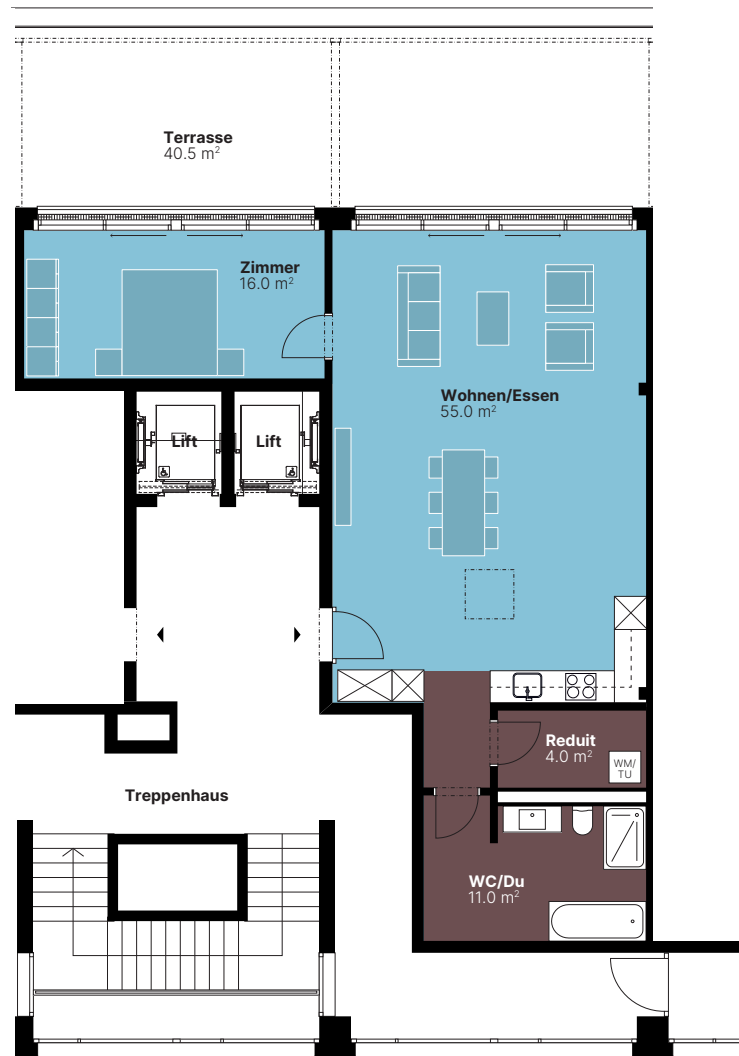 Terrasse
40.5 m²
Zimmer
16.0 m²
Wohnen/Essen
55.0 m²
Lift
Lift
Reduit
4.0 m²
WM/
TU
Treppenhaus
WC/Du
11.0 m²